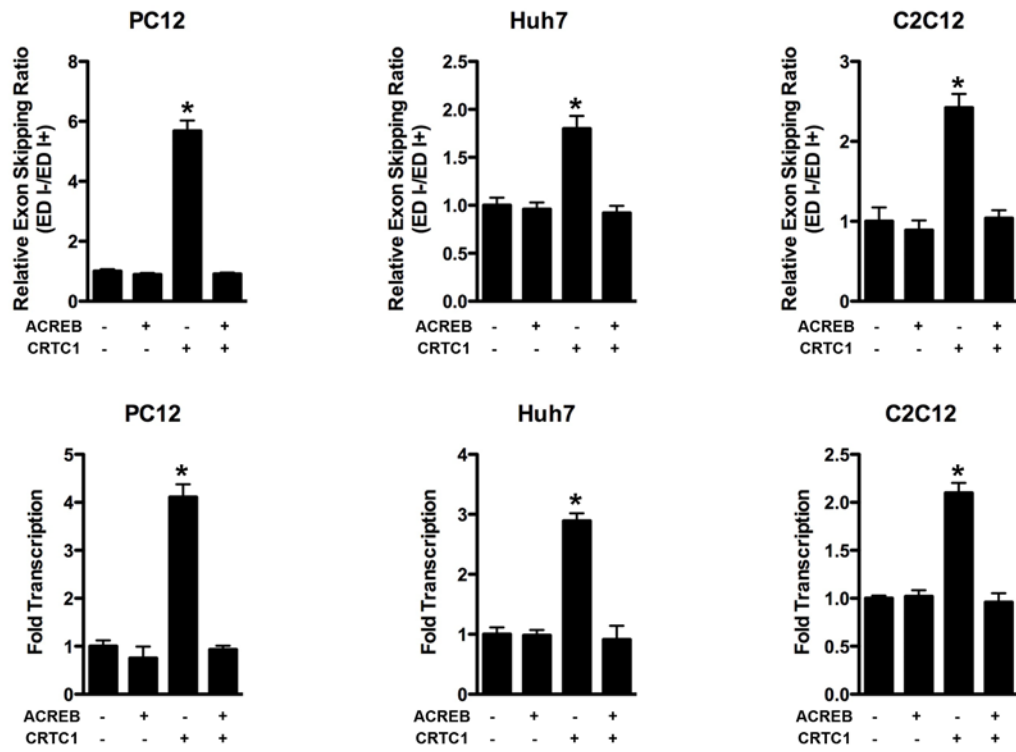 PC12
Relative Exon Skipping Ratio
(ED I-/ED I+)
8
6
4
2
0
*
ACREB - + - +
CRTC1 - - + +
Huh7
Relative Exon Skipping Ratio
(ED I-/ED I+)
2.5
2.0
1.5
1.0
0.5
0.0
*
ACREB - + - +
CRTC1 - - + +
C2C12
Relative Exon Skipping Ratio
(ED I-/ED I+)
3
2
1
0
*
ACREB - + - +
CRTC1 - - + +
PC12
Fold Transcription
5
4
3
2
1
0
*
ACREB - + - +
CRTC1 - - + +
Huh7
Fold Transcription
4
3
2
1
0
*
ACREB - + - +
CRTC1 - - + +
C2C12
Fold Transcription
2.5
2.0
1.5
1.0
0.5
0.0
*
ACREB - + - +
CRTC1 - - + +